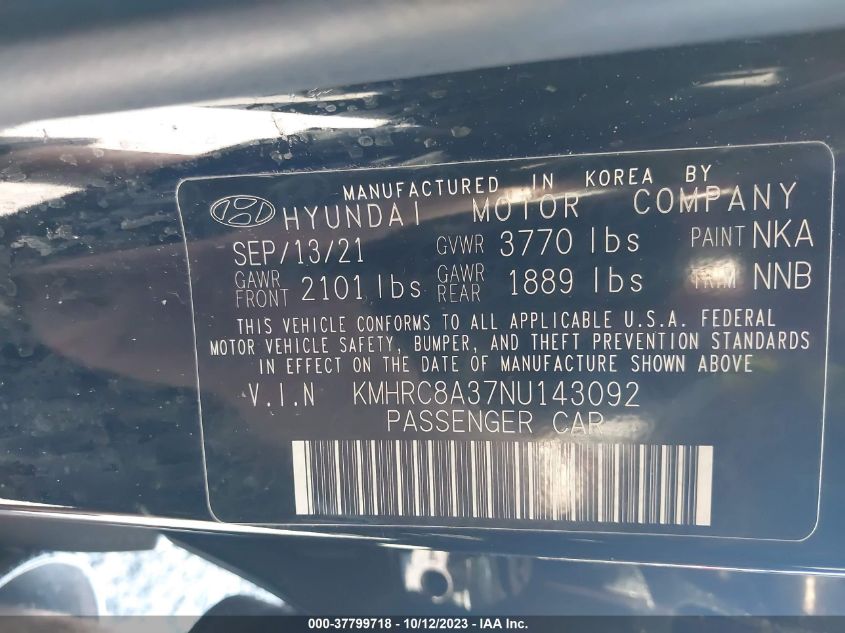 MANUFACTURED IN KOREA BY
HYUNDAI MOTOR COMPANY
SEP/13/21 GVWR 3770 lbs PAINT NKA
GAWR FRONT 2101 lbs GAWR REAR 1889 lbs TRIM NNB
THIS VEHICLE CONFORMS TO ALL APPLICABLE U.S.A. FEDERAL
MOTOR VEHICLE SAFETY, BUMPER, AND THEFT PREVENTION STANDARDS
IN EFFECT ON THE DATE OF MANUFACTURE SHOWN ABOVE
V.I.N KMHRC8A37NU143092
PASSENGER CAR
000-37799718 - 10/12/2023 - IAA Inc.